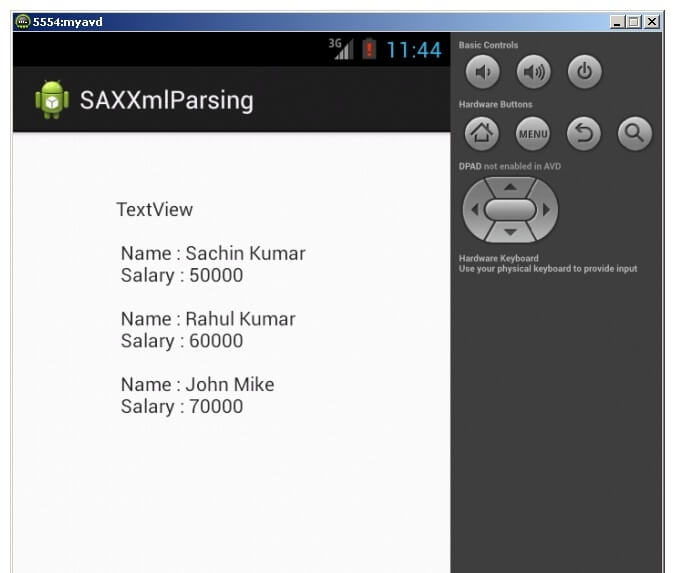 5554:myavd
3G 11:44
SAXXmlParsing
TextView
Name : Sachin Kumar
Salary : 50000
Name : Rahul Kumar
Salary : 60000
Name : John Mike
Salary : 70000
Basic Controls
Hardware Buttons
MENU
DPAD not enabled in AVD
Hardware Keyboard
Use your physical keyboard to provide input